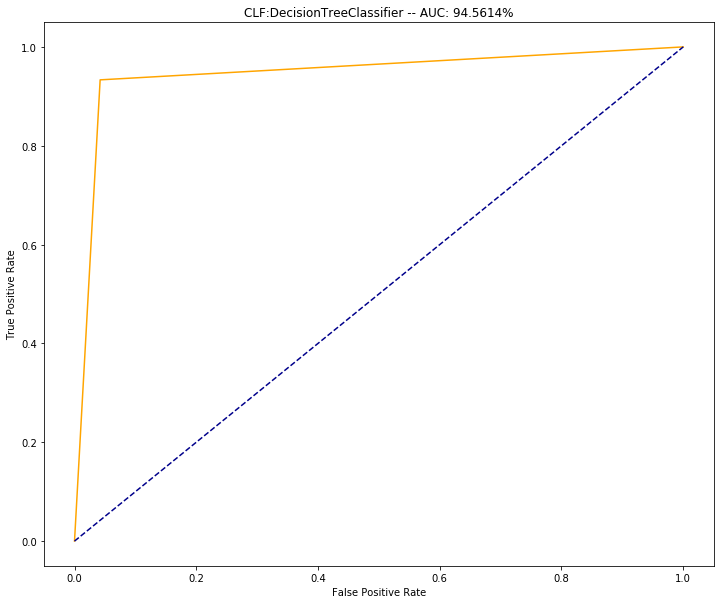 CLF:DecisionTreeClassifier -- AUC: 94.5614%
True Positive Rate
1.0
0.8
0.6
0.4
0.2
0.0
0.0 0.2 0.4 0.6 0.8 1.0
False Positive Rate